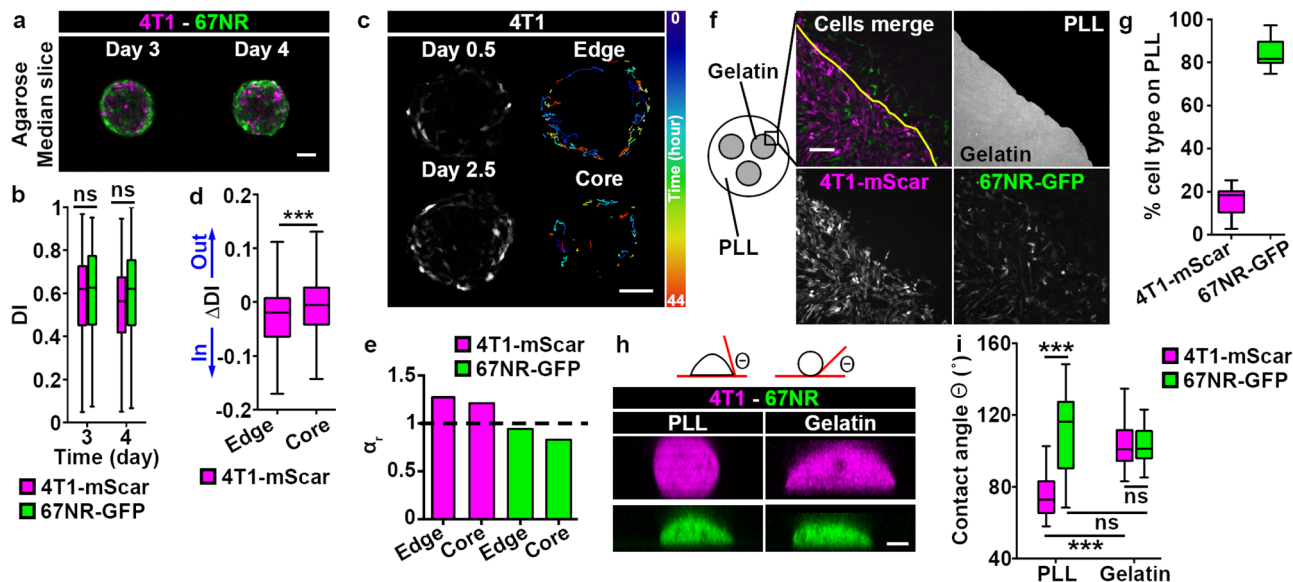 a
4T1 - 67NR
Day 3
Day 4
Agarose
Median slice
b
ns
ns
DI
1
0.8
0.6
0.4
0.2
0
3
4
Time (day)
4T1-mScar
67NR-GFP
d
***
In
ΔDI
Out
0.2
0.1
0
-0.1
-0.2
Edge
Core
4T1-mScar
c
4T1
Day 0.5
Edge
Day 2.5
Core
0
Time (hour)
44
e
4T1-mScar
67NR-GFP
αr
1.5
1
0.5
0
Edge
Core
Edge
Core
f
Gelatin
PLL
Cells merge
PLL
Gelatin
4T1-mScar
67NR-GFP
g
% cell type on PLL
100
80
60
40
20
0
4T1-mScar
67NR-GFP
h
Θ
Θ
4T1 - 67NR
PLL
Gelatin
i
4T1-mScar
67NR-GFP
Contact angle Θ (°)
160
120
80
40
***
ns
ns
***
PLL
Gelatin